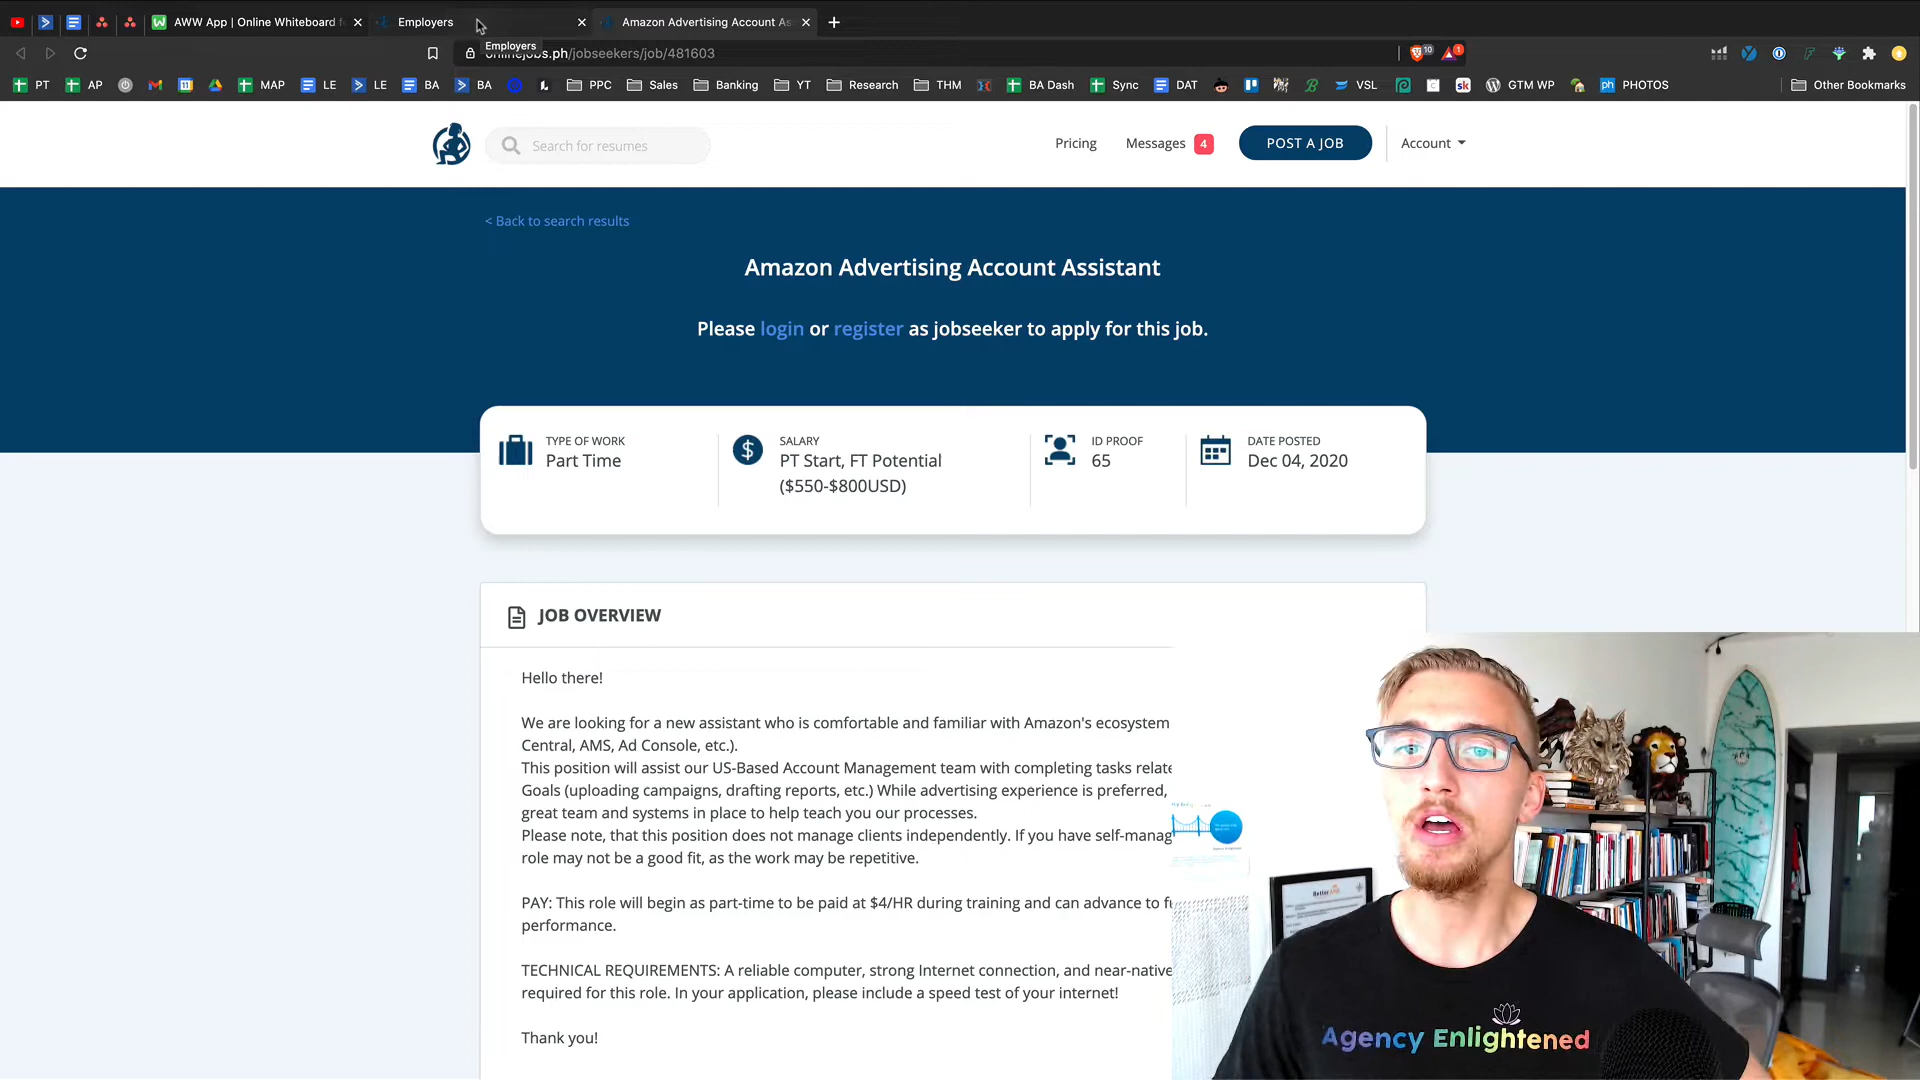 AWW App | Online Whiteboard f
Employers
Amazon Advertising Account As
Employers
onlinejobs.ph/jobseekers/job/481603
10
1
PT
AP
MAP
LE
LE
BA
BA
PPC
Sales
Banking
YT
Research
THM
BA Dash
Sync
DAT
VSL
GTM WP
PHOTOS
Other Bookmarks
Search for resumes
Pricing
Messages 4
POST A JOB
Account
< Back to search results
Amazon Advertising Account Assistant
Please login or register as jobseeker to apply for this job.
TYPE OF WORK
Part Time
SALARY
PT Start, FT Potential
($550-$800USD)
ID PROOF
65
DATE POSTED
Dec 04, 2020
JOB OVERVIEW
Hello there!
We are looking for a new assistant who is comfortable and familiar with Amazon's ecosystem
Central, AMS, Ad Console, etc.).
This position will assist our US-Based Account Management team with completing tasks relate
Goals (uploading campaigns, drafting reports, etc.) While advertising experience is preferred,
great team and systems in place to help teach you our processes.
Please note, that this position does not manage clients independently. If you have self-manag
role may not be a good fit, as the work may be repetitive.
PAY: This role will begin as part-time to be paid at $4/HR during training and can advance to fu
performance.
TECHNICAL REQUIREMENTS: A reliable computer, strong Internet connection, and near-native
required for this role. In your application, please include a speed test of your internet!
Thank you!
Agency Enlightened